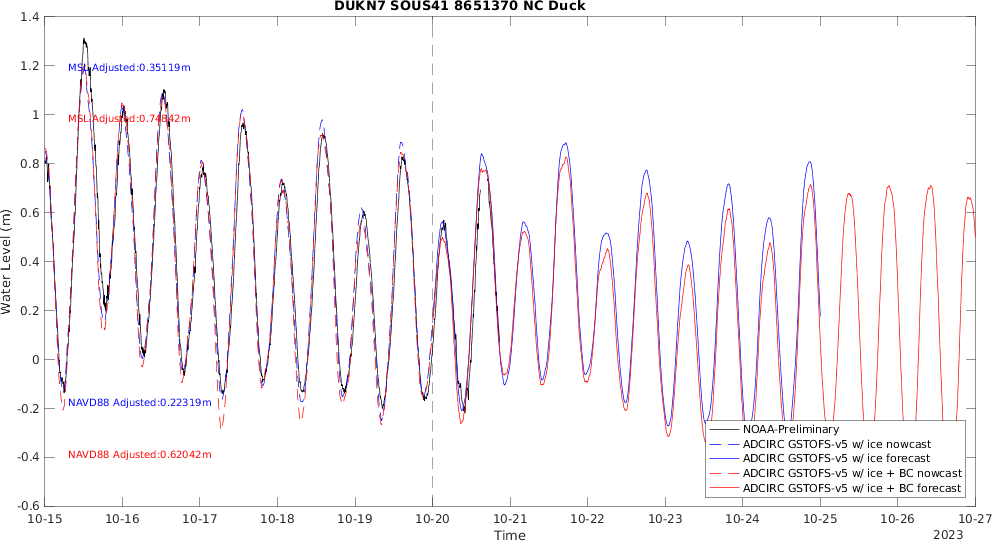 DUKN7 SOUS41 8651370 NC Duck
1.4
1.2
1
0.8
0.6
0.4
0.2
0
-0.2
-0.4
-0.6
Water Level (m)
MSL Adjusted:0.35119m
MSL Adjusted:0.74842m
NAVD88 Adjusted:0.22319m
NAVD88 Adjusted:0.62042m
NOAA-Preliminary
ADCIRC GSTOFS-v5 w/ ice nowcast
ADCIRC GSTOFS-v5 w/ ice forecast
ADCIRC GSTOFS-v5 w/ ice + BC nowcast
ADCIRC GSTOFS-v5 w/ ice + BC forecast
10-15 10-16 10-17 10-18 10-19 10-20 10-21 10-22 10-23 10-24 10-25 10-26 10-27
Time
2023